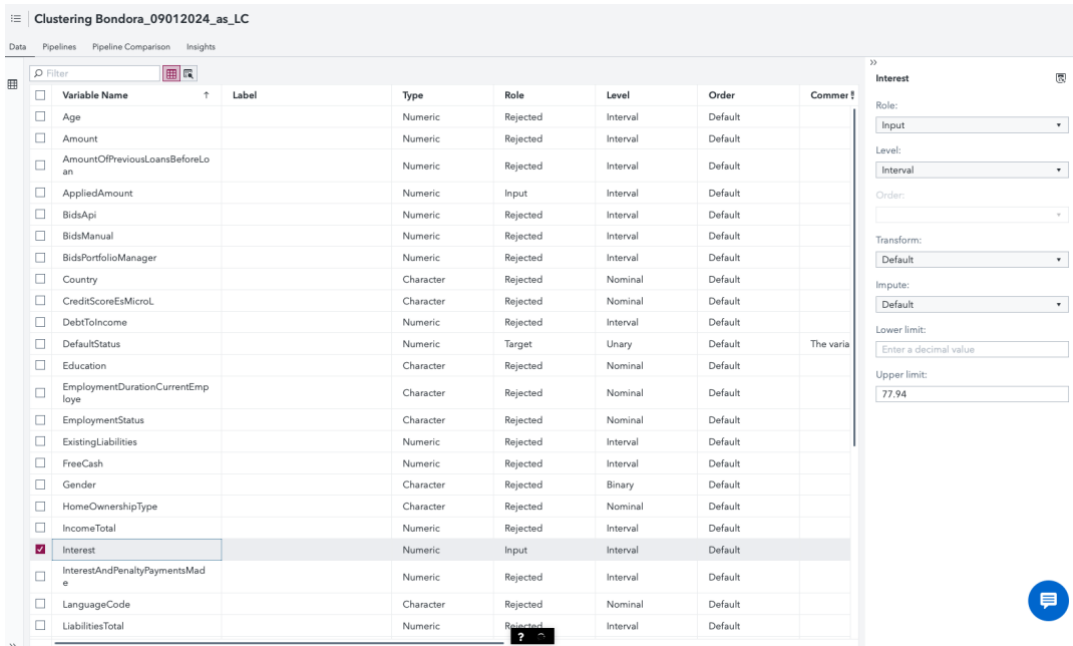 Clustering Bondora_09012024_as_LC
Data Pipelines Pipeline Comparison Insights
Filter
Variable Name ↑ Label Type Role Level Order Commer
Age Numeric Rejected Interval Default
Amount Numeric Rejected Interval Default
AmountOfPreviousLoansBeforeLo
an Numeric Rejected Interval Default
AppliedAmount Numeric Input Interval Default
BidsApi Numeric Rejected Interval Default
BidsManual Numeric Rejected Interval Default
BidsPortfolioManager Numeric Rejected Interval Default
Country Character Rejected Nominal Default
CreditScoreEsMicroL Character Rejected Nominal Default
DebtToIncome Numeric Rejected Interval Default
DefaultStatus Numeric Target Unary Default The varia
Education Character Rejected Nominal Default
EmploymentDurationCurrentEmp
loye Character Rejected Nominal Default
EmploymentStatus Character Rejected Nominal Default
ExistingLiabilities Numeric Rejected Interval Default
FreeCash Numeric Rejected Interval Default
Gender Character Rejected Binary Default
HomeOwnershipType Character Rejected Nominal Default
IncomeTotal Numeric Rejected Interval Default
Interest Numeric Input Interval Default
InterestAndPenaltyPaymentsMad
e Numeric Rejected Interval Default
LanguageCode Character Rejected Nominal Default
LiabilitiesTotal Numeric Rejected Interval Default
?
Interest
Role:
Input
Level:
Interval
Order:
Transform:
Default
Impute:
Default
Lower limit:
Enter a decimal value
Upper limit:
77.94